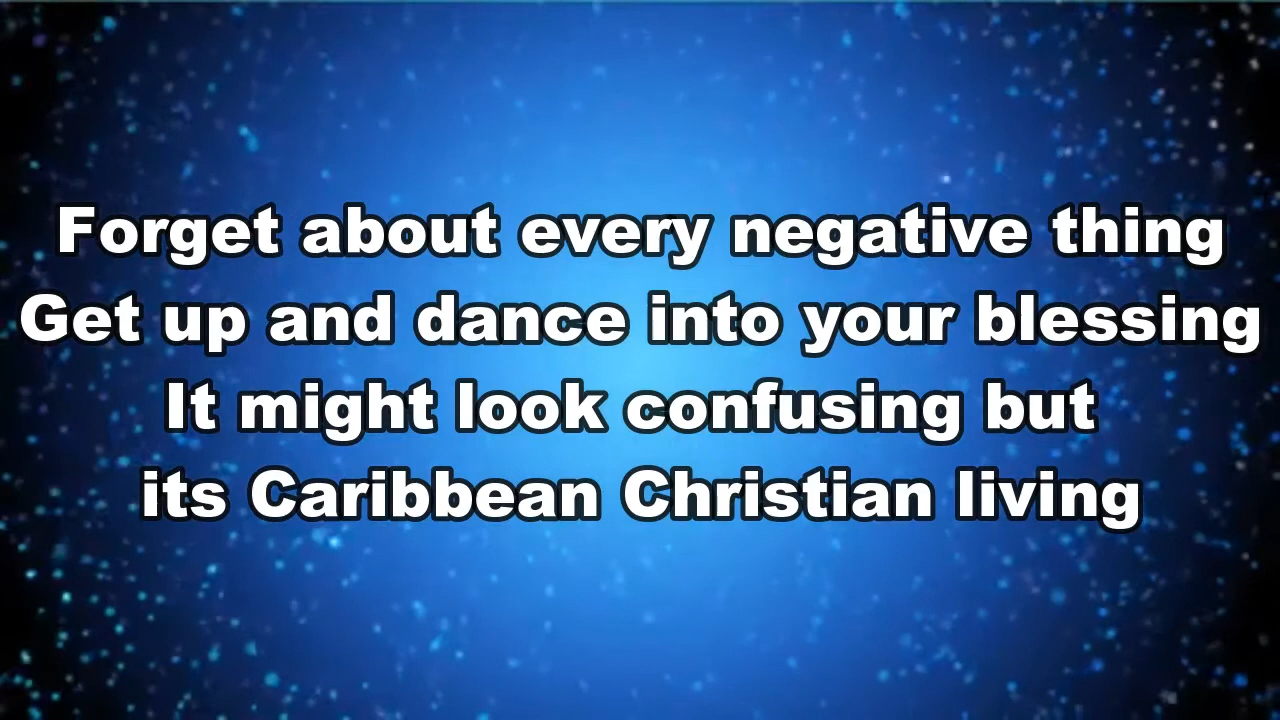 Forget about every negative thing
Get up and dance into your blessing
It might look confusing but
its Caribbean Christian living